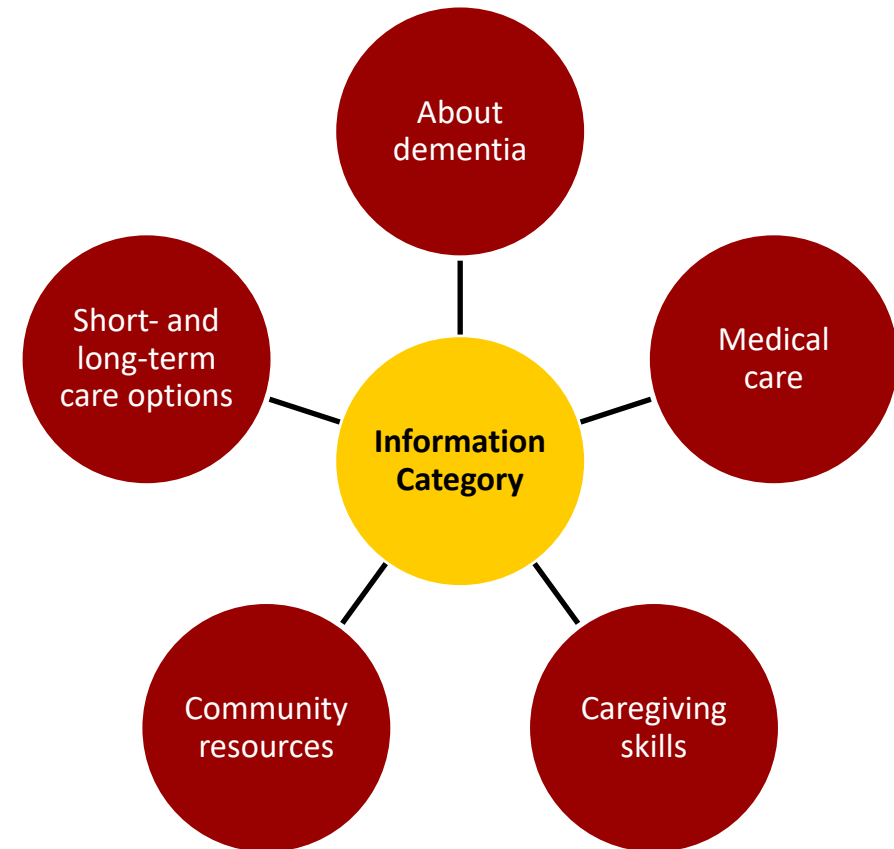 About
dementia
Short- and
long-term
care options
Medical
care
Information
Category
Community
resources
Caregiving
skills